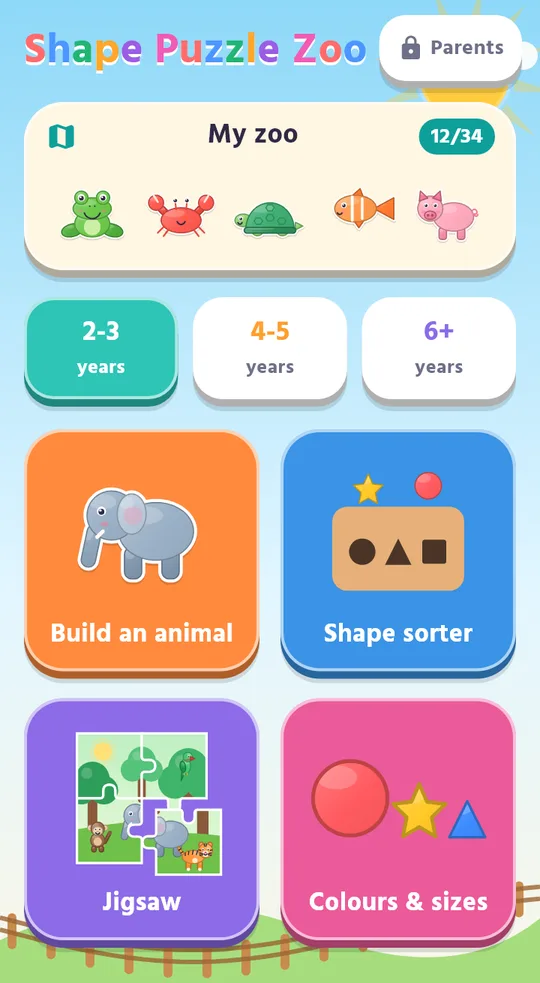 Shape Puzzle Zoo
Parents
My zoo
12/34
2-3
years
4-5
years
6+
years
Build an animal
Shape sorter
Jigsaw
Colours & sizes